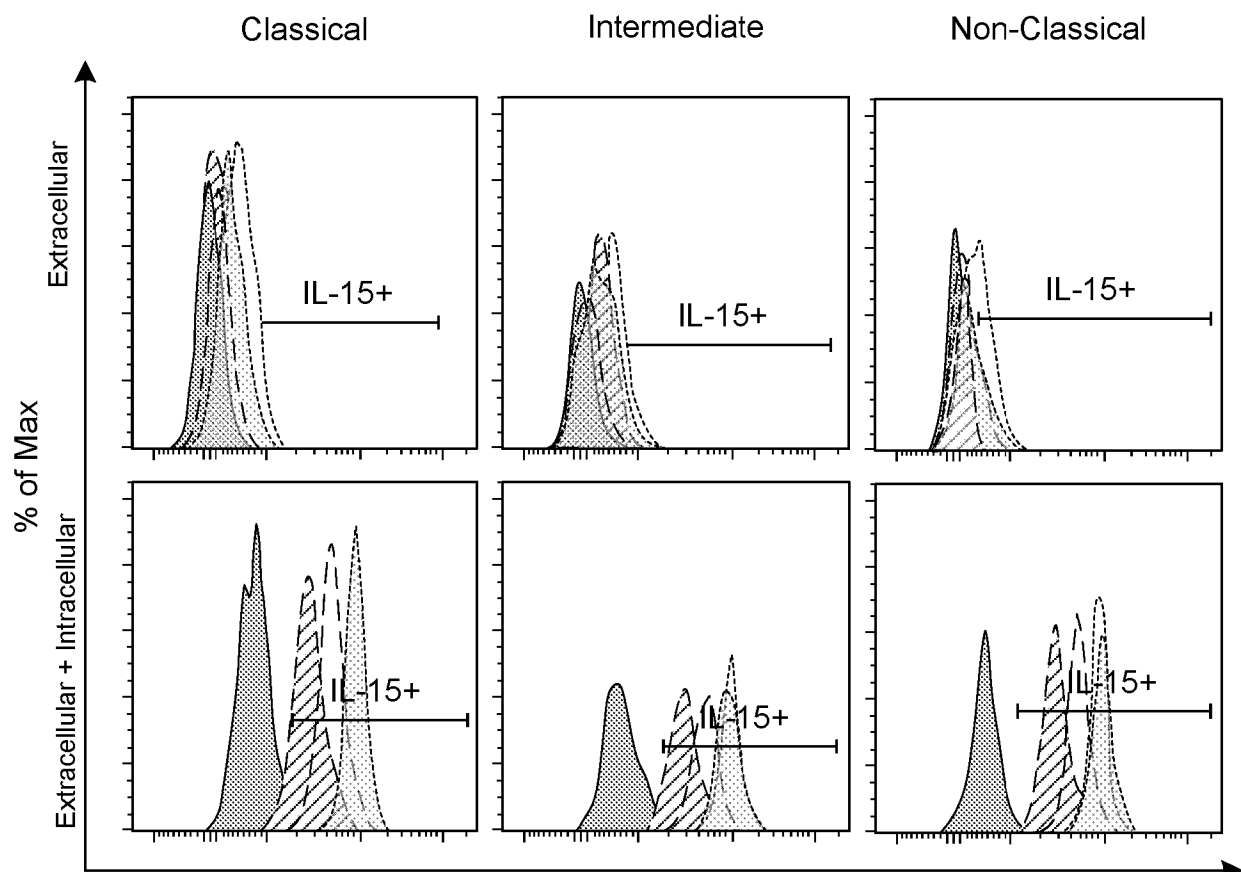 Classical
Intermediate
Non-Classical
Extracellular
IL-15+
IL-15+
IL-15+
% of Max
Extracellular + Intracellular
IL-15+
IL-15+
IL-15+